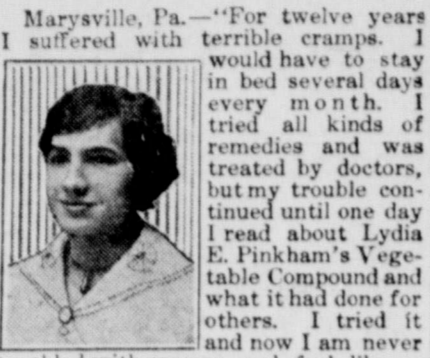 Marysville, Pa.—"For twelve years
I suffered with terrible cramps. I
would have to stay
in bed several days
every month. I
tried all kinds of
remedies and was
treated by doctors,
but my trouble con-
tinued until one day
I read about Lydia
E. Pinkham's Vege-
table Compound and
what it had done for
others. I tried it
and now I am never